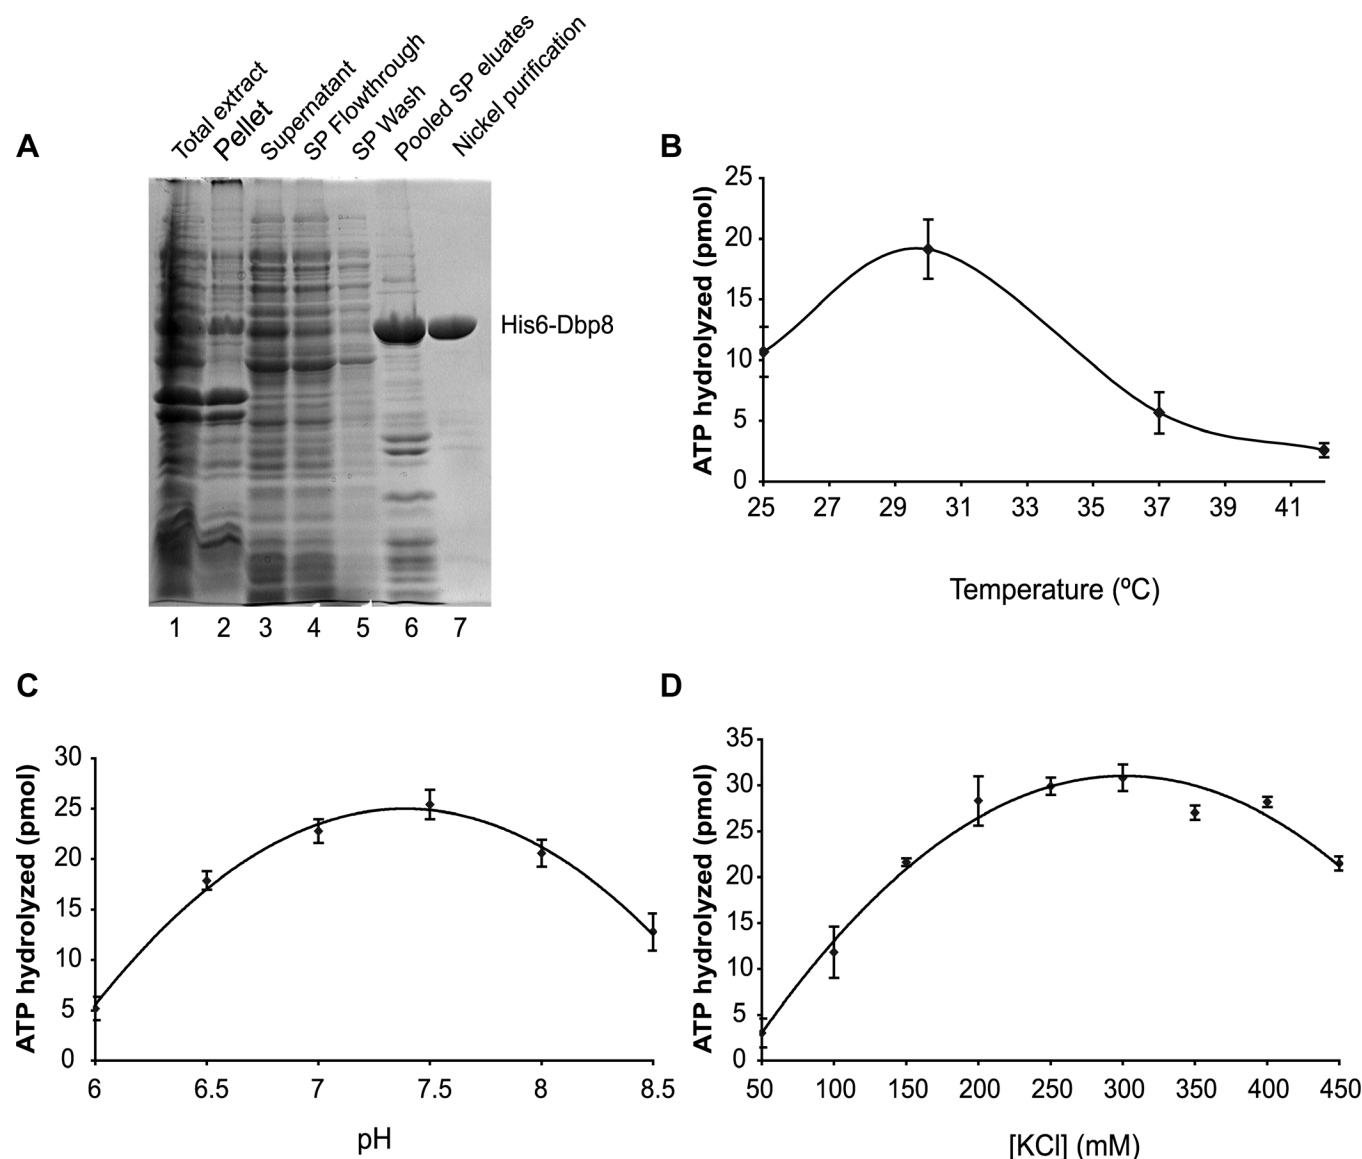 A
Total extract
Pellet
Supernatant
SP Flowthrough
SP Wash
Pooled SP eluates
Nickel purification
His6-Dbp8
1 2 3 4 5 6 7
B
ATP hydrolyzed (pmol)
25
20
15
10
5
0
25 27 29 31 33 35 37 39 41
Temperature (ºC)
C
ATP hydrolyzed (pmol)
30
25
20
15
10
5
0
6 6.5 7 7.5 8 8.5
pH
D
ATP hydrolyzed (pmol)
35
30
25
20
15
10
5
0
50 100 150 200 250 300 350 400 450
[KCl] (mM)